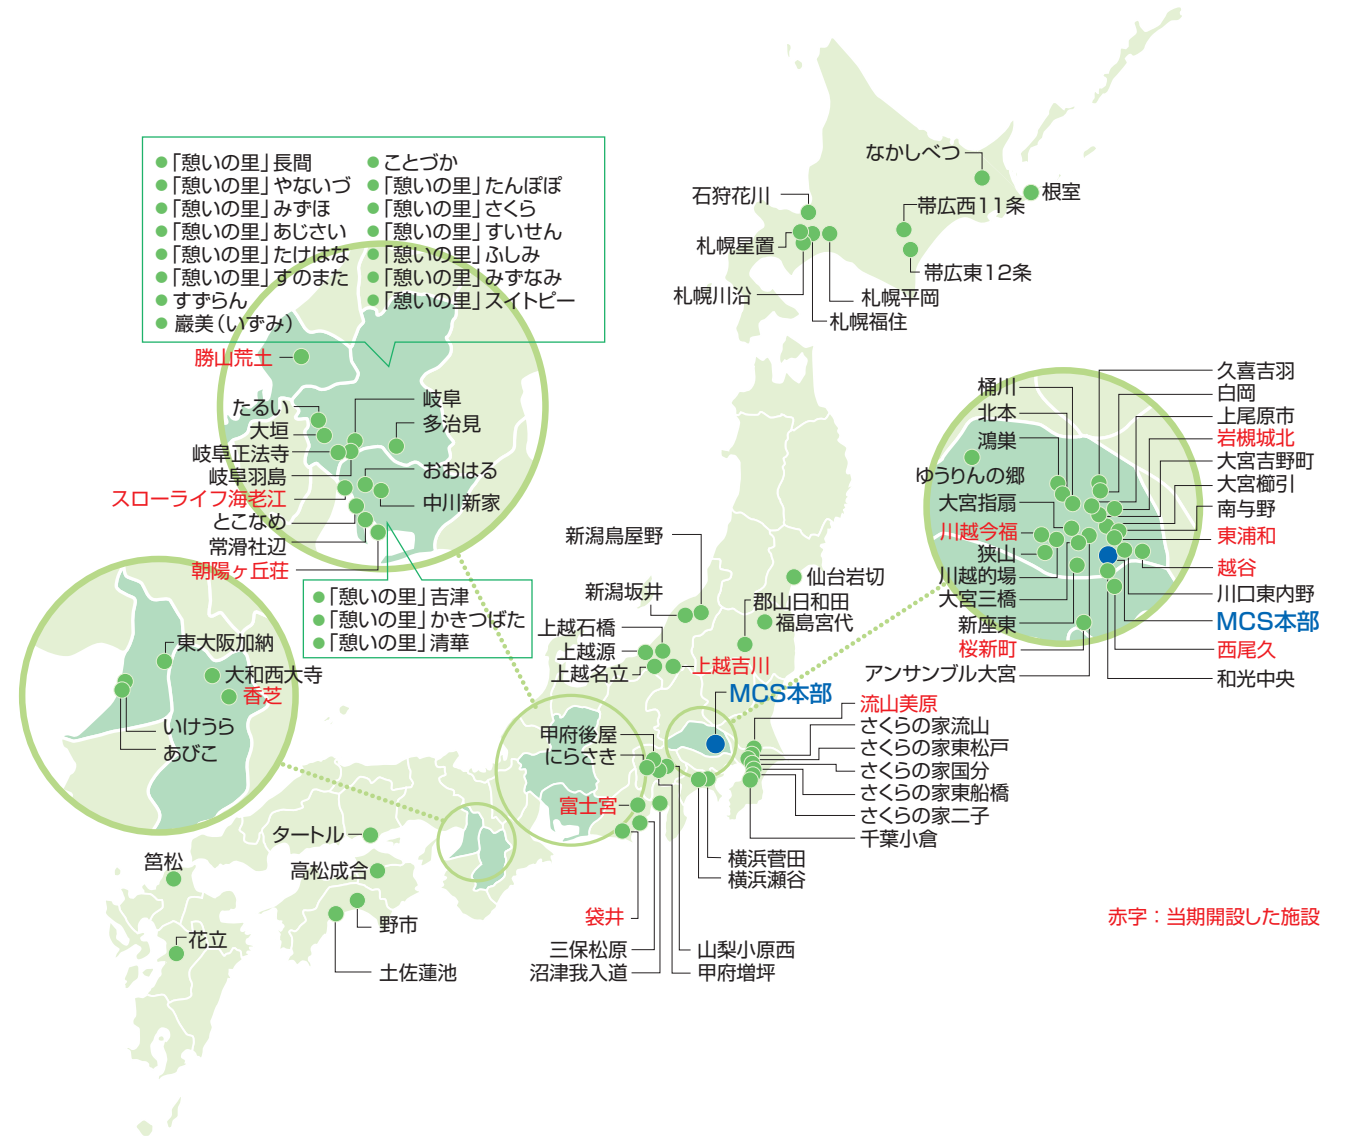 「憩いの里」長間
「憩いの里」やないづ
「憩いの里」みずほ
「憩いの里」あじさい
「憩いの里」たけはな
「憩いの里」すのまた
すずらん
巌美(いずみ)
ことづか
「憩いの里」たんぽぽ
「憩いの里」さくら
「憩いの里」すいせん
「憩いの里」ふしみ
「憩いの里」みずなみ
「憩いの里」スイトピー
勝山荒土
たるい
大垣
岐阜正法寺
岐阜羽島
スローライフ海老江
とこなめ
常滑社辺
朝陽ヶ丘荘
岐阜
多治見
おおはる
中川新家
「憩いの里」吉津
「憩いの里」かきつばた
「憩いの里」清華
東大阪加納
大和西大寺
香芝
いけうら
あびこ
なかしべつ
根室
石狩花川
帯広西11条
札幌星置
帯広東12条
札幌川沿
札幌平岡
札幌福住
桶川
北本
鴻巣
ゆうりんの郷
大宮指扇
川越今福
狭山
川越的場
大宮三橋
新座東
桜新町
アンサンブル大宮
久喜吉羽
白岡
上尾原市
岩槻城北
大宮吉野町
大宮櫛引
南与野
東浦和
越谷
川口東内野
MCS本部
西尾久
和光中央
新潟鳥屋野
新潟坂井
上越石橋
上越源
上越名立
上越吉川
仙台岩切
郡山日和田
福島宮代
MCS本部
甲府後屋
にらさき
富士宮
袋井
三保松原
沼津我入道
山梨小原西
甲府増坪
横浜菅田
横浜瀬谷
流山美原
さくらの家流山
さくらの家東松戸
さくらの家国分
さくらの家東船橋
さくらの家二子
千葉小倉
タートル
高松成合
野市
土佐蓮池
筥松
花立
赤字：当期開設した施設